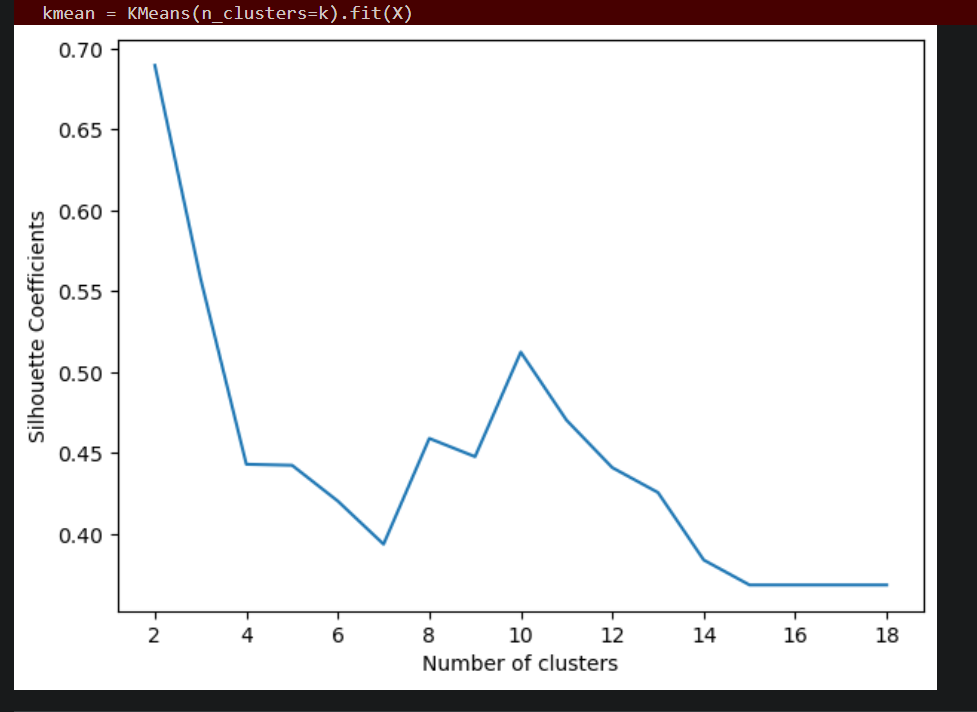 kmean = KMeans(n_clusters=k).fit(X)
0.70
0.65
0.60
0.55
0.50
0.45
0.40
Silhouette Coefficients
2 4 6 8 10 12 14 16 18
Number of clusters